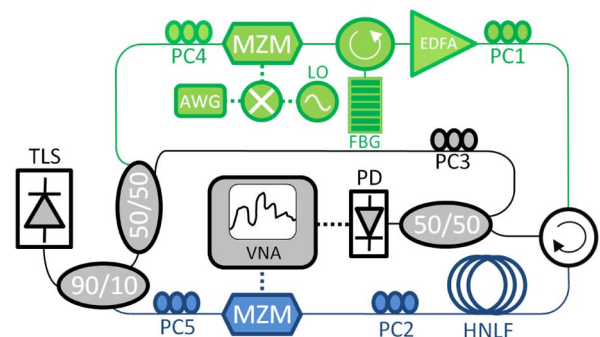 PC4
MZM
EDFA
PC1
LO
AWG
FBG
PC3
TLS
50/50
PD
50/50
VNA
90/10
PC5
MZM
PC2
HNLF